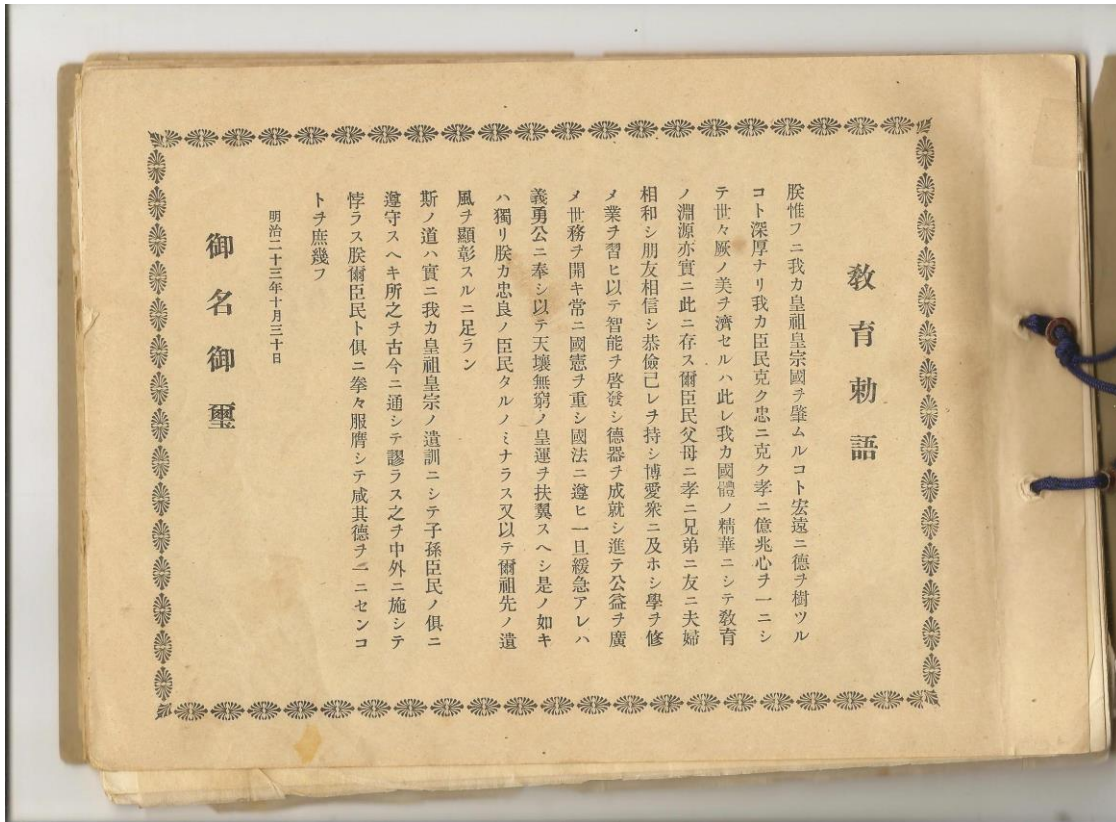 教育勅語
朕惟フニ我カ皇祖皇宗國ヲ肇ムルコト宏遠ニ德ヲ樹ツル
コト深厚ナリ我カ臣民克ク忠ニ克ク孝ニ億兆心ヲ一ニシ
テ世々厥ノ美ヲ濟セルハ此レ我カ國體ノ精華ニシテ敎育
ノ淵源亦實ニ此ニ存ス爾臣民父母ニ孝ニ兄弟ニ友ニ夫婦
相和シ朋友相信シ恭儉己レヲ持シ博愛衆ニ及ホシ學ヲ修
メ業ヲ習ヒ以テ智能ヲ啓發シ德器ヲ成就シ進テ公益ヲ廣
メ世務ヲ開キ常ニ國憲ヲ重シ國法ニ遵ヒ一旦緩急アレハ
義勇公ニ奉シ以テ天壤無窮ノ皇運ヲ扶翼スヘシ是ノ如キ
ハ獨リ朕カ忠良ノ臣民タルノミナラス又以テ爾祖先ノ遺
風ヲ顯彰スルニ足ラン
斯ノ道ハ實ニ我カ皇祖皇宗ノ遺訓ニシテ子孫臣民ノ俱ニ
遵守スヘキ所之ヲ古今ニ通シテ謬ラス之ヲ中外ニ施シテ
悖ラス朕爾臣民ト俱ニ拳々服膺シテ咸其德ヲ一ニセンコ
トヲ庶幾フ
明治二十三年十月三十日
御名御璽